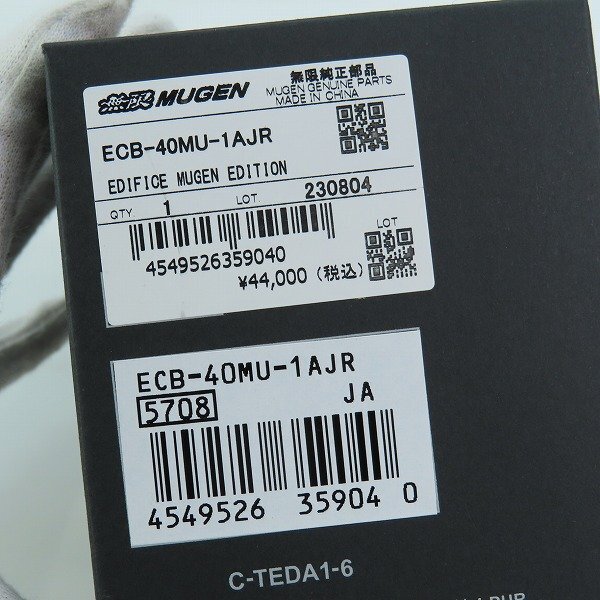 無限 MUGEN
無限純正部品
MUGEN GENUINE PARTS
MADE IN CHINA
ECB-40MU-1AJR
EDIFICE MUGEN EDITION
QTY 1 LOT 230804
LOT
4549526359040
¥44,000 (税込)
ECB-40MU-1AJR
5708 JA
4549526 35904 0
C-TEDA1-6